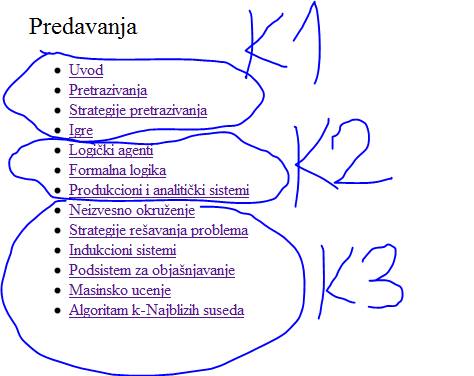 Predavanja
K1
Uvod
Pretrazivanja
Strategije pretrazivanja
Igre
K2
Logički agenti
Formalna logika
Produkcioni i analitički sistemi
K3
Neizvesno okruženje
Strategije rešavanja problema
Indukcioni sistemi
Podsistem za objašnjavanje
Masinsko ucenje
Algoritam k-Najblizih suseda